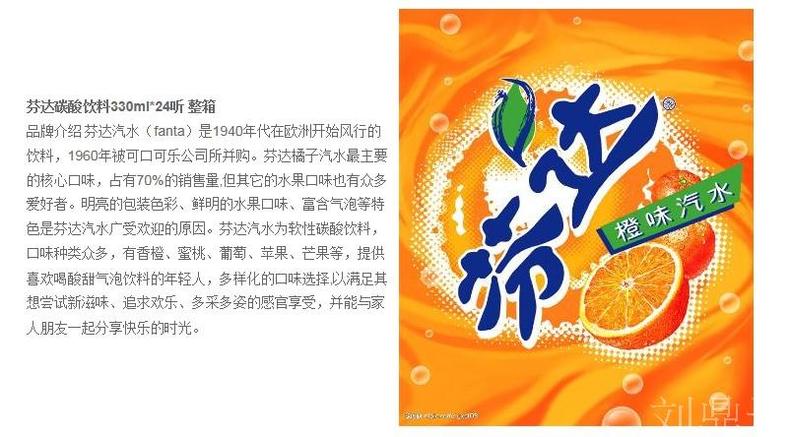 芬达碳酸饮料330ml*24听 整箱
品牌介绍 芬达汽水（fanta）是1940年代在欧洲开始风行的
饮料，1960年被可口可乐公司所并购。芬达橘子汽水最主要
的核心口味，占有70%的销售量,但其它的水果口味也有众多
爱好者。明亮的包装色彩、鲜明的水果口味、富含气泡等特
色是芬达汽水广受欢迎的原因。芬达汽水为软性碳酸饮料，
口味种类众多，有香橙、蜜桃、葡萄、苹果、芒果等，提供
喜欢喝酸甜气泡饮料的年轻人，多样化的口味选择,以满足其
想尝试新滋味、追求欢乐、多采多姿的感官享受，并能与家
人朋友一起分享快乐的时光。
芬达®
橙味汽水
刘鼎